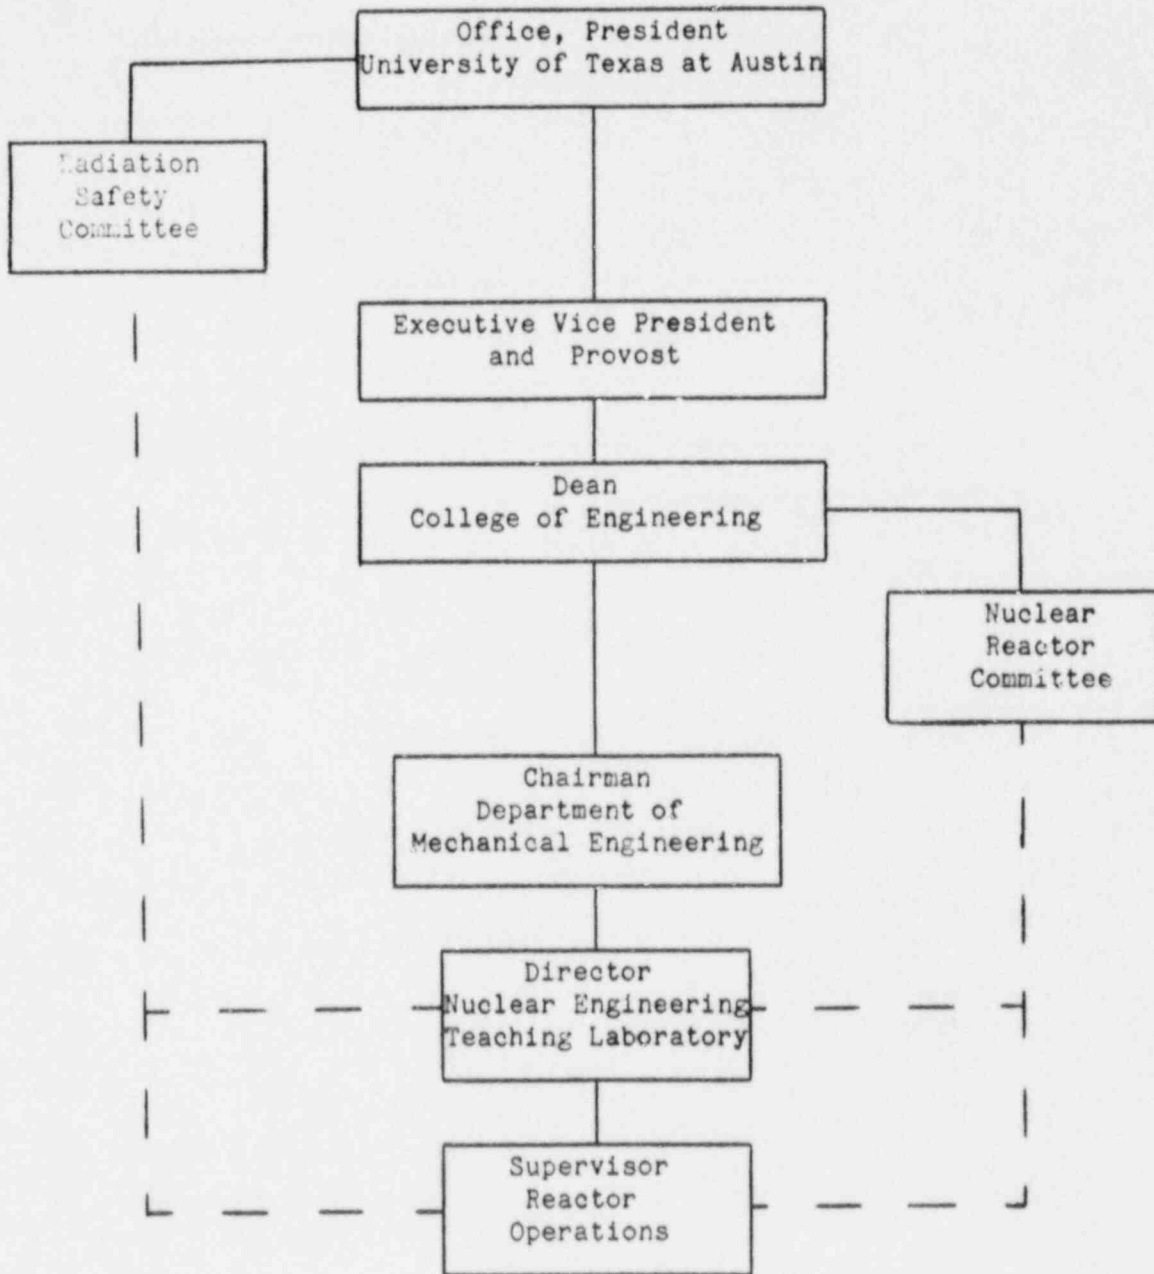 Office, President
University of Texas at Austin
Radiation
Safety
Committee
Executive Vice President
and Provost
Dean
College of Engineering
Nuclear
Reactor
Committee
Chairman
Department of
Mechanical Engineering
Director
Nuclear Engineering
Teaching Laboratory
Supervisor
Reactor
Operations